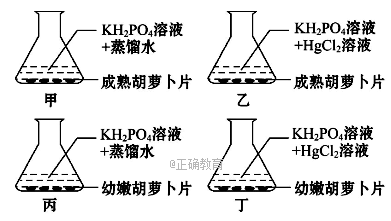 KH2PO4溶液 KH2PO4溶液
+蒸馏水 +HgCl2溶液
成熟胡萝卜片 成熟胡萝卜片
甲 乙
KH2PO4溶液 KH2PO4溶液
+蒸馏水 +HgCl2溶液
@正确教育
幼嫩胡萝卜片 幼嫩胡萝卜片
丙 丁